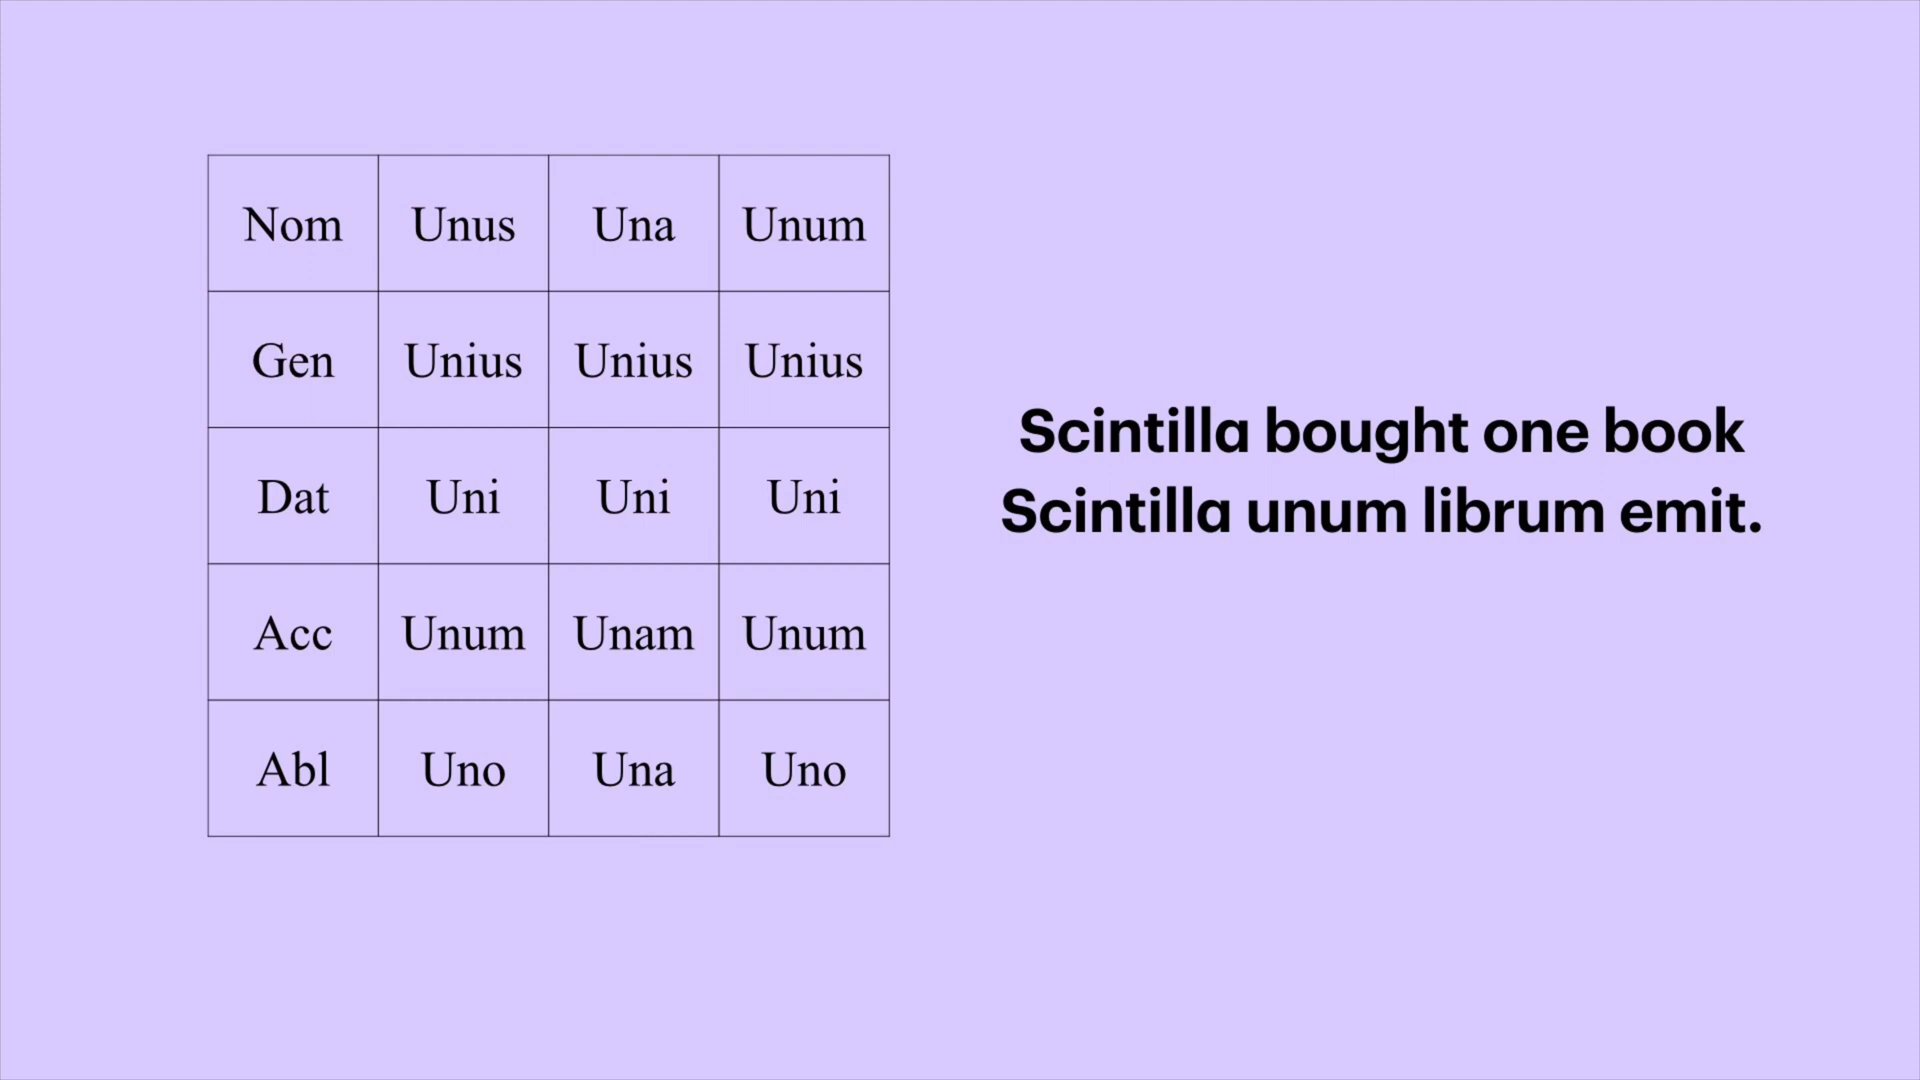 Nom Unus Una Unum
Gen Unius Unius Unius
Dat Uni Uni Uni
Acc Unum Unam Unum
Abl Uno Una Uno
Scintilla bought one book
Scintilla unum librum emit.